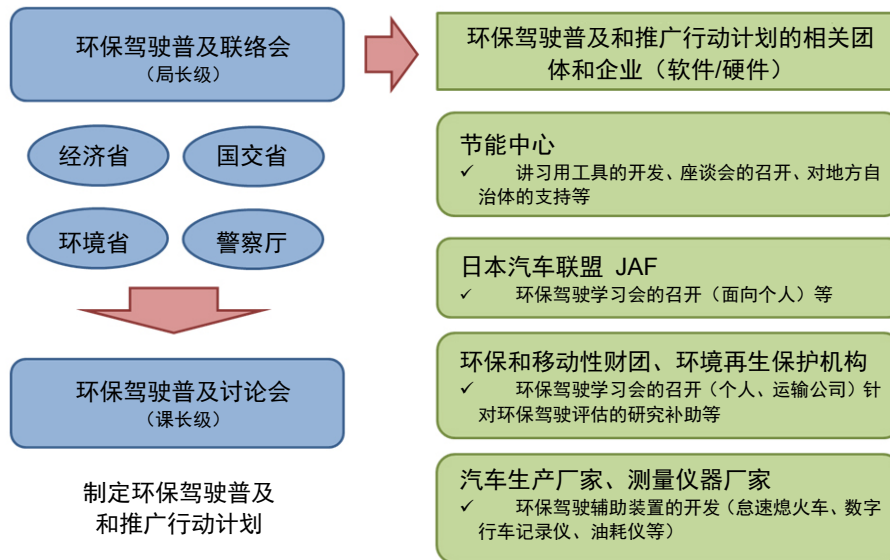 环保驾驶普及联络会
（局长级）
经济省
国交省
环境省
警察厅
环保驾驶普及讨论会
（课长级）
制定环保驾驶普及
和推广行动计划
环保驾驶普及和推广行动计划的相关团
体和企业（软件/硬件）
节能中心
✓ 讲习用工具的开发、座谈会的召开、对地方自
治体的支持等
日本汽车联盟 JAF
✓ 环保驾驶学习会的召开（面向个人）等
环保和移动性财团、环境再生保护机构
✓ 环保驾驶学习会的召开（个人、运输公司）针
对环保驾驶评估的研究补助等
汽车生产厂家、测量仪器厂家
✓ 环保驾驶辅助装置的开发（怠速熄火车、数字
行车记录仪、油耗仪等）